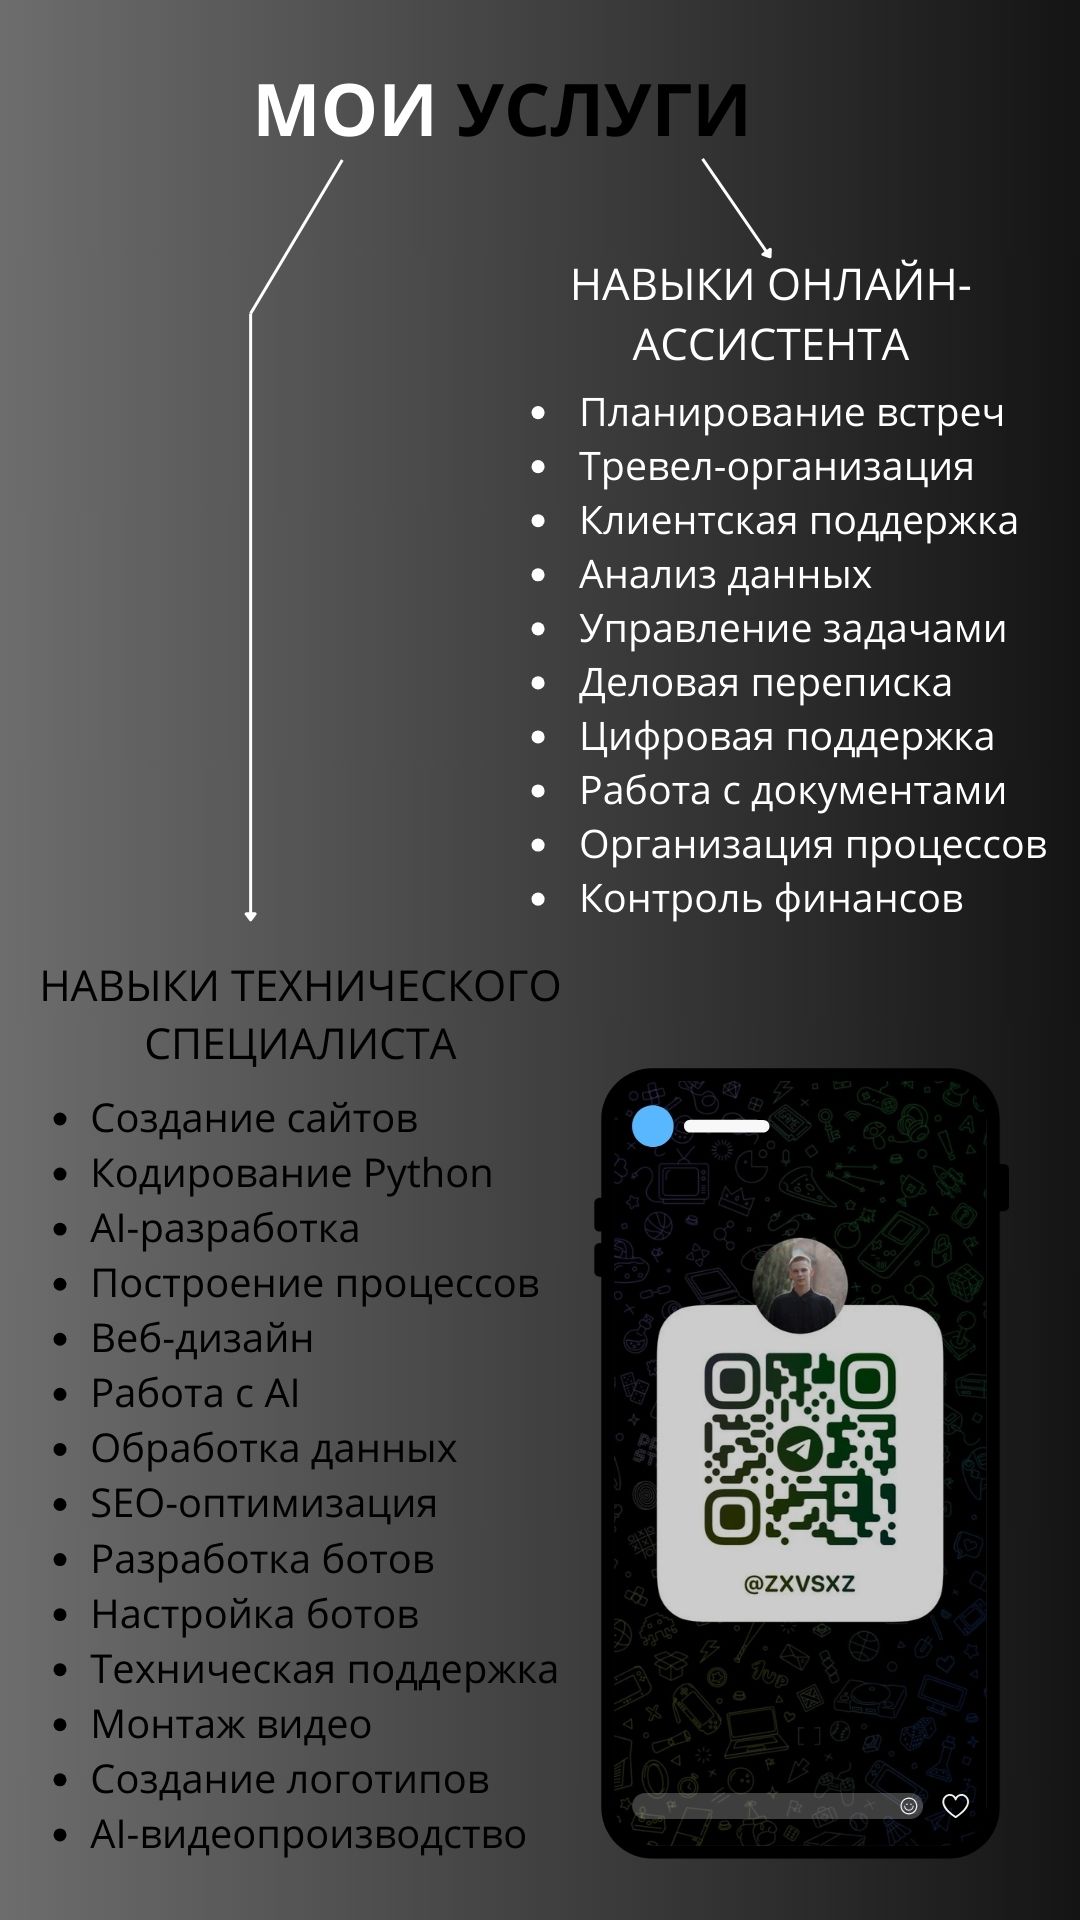 МОИ УСЛУГИ
НАВЫКИ ОНЛАЙН-
АССИСТЕНТА
• Планирование встреч
• Тревел-организация
• Клиентская поддержка
• Анализ данных
• Управление задачами
• Деловая переписка
• Цифровая поддержка
• Работа с документами
• Организация процессов
• Контроль финансов
НАВЫКИ ТЕХНИЧЕСКОГО
СПЕЦИАЛИСТА
• Создание сайтов
• Кодирование Python
• AI-разработка
• Построение процессов
• Веб-дизайн
• Работа с AI
• Обработка данных
• SEO-оптимизация
• Разработка ботов
• Настройка ботов
• Техническая поддержка
• Монтаж видео
• Создание логотипов
• AI-видеопроизводство
@ZXVSXZ
1up